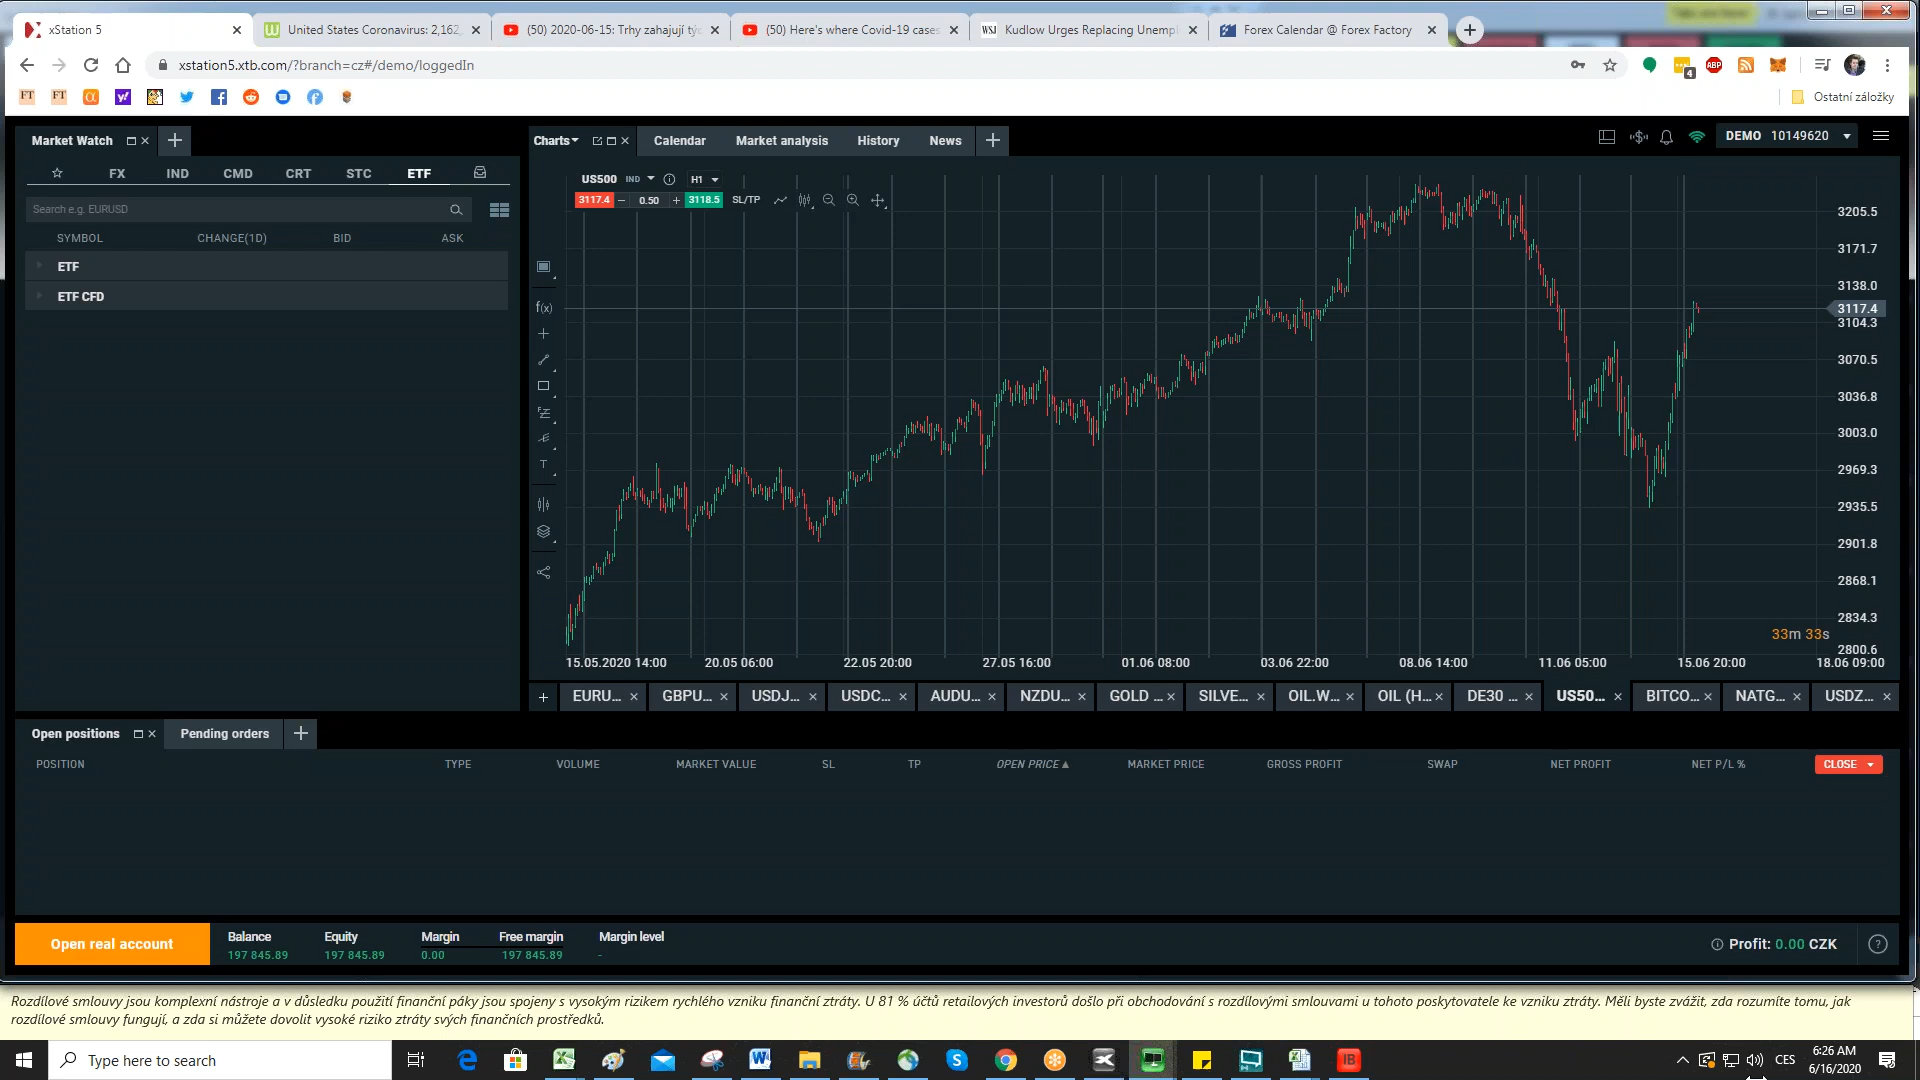 xStation 5
United States Coronavirus: 2,162,
(50) 2020-06-15: Trhy zahajují tý
(50) Here's where Covid-19 cases
WSJ Kudlow Urges Replacing Unemp
Forex Calendar @ Forex Factory
xstation5.xtb.com/?branch=cz#/demo/loggedIn
4
ABP
FT
FT
Ostatní záložky
Market Watch
Charts
Calendar
Market analysis
History
News
DEMO 10149620
FX IND CMD CRT STC ETF
Search e.g. EURUSD
SYMBOL CHANGE(1D) BID ASK
ETF
ETF CFD
US500 IND H1
3117.4 − 0.50 + 3118.5 SL/TP
f(x)
T
3205.5
3171.7
3138.0
3117.4
3104.3
3070.5
3036.8
3003.0
2969.3
2935.5
2901.8
2868.1
2834.3
33m 33s
2800.6
15.05.2020 14:00 20.05 06:00 22.05 20:00 27.05 16:00 01.06 08:00 03.06 22:00 08.06 14:00 11.06 05:00 15.06 20:00 18.06 09:00
EURU... GBPU... USDJ... USDC... AUDU... NZDU... GOLD ... SILVE... OIL.W... OIL (H... DE30 ... US50... BITCO... NATG... USDZ...
Open positions
Pending orders
POSITION TYPE VOLUME MARKET VALUE SL TP OPEN PRICE▲ MARKET PRICE GROSS PROFIT SWAP NET PROFIT NET P/L % CLOSE
Open real account
Balance Equity Margin Free margin Margin level
197 845.89 197 845.89 0.00 197 845.89 -
Profit: 0.00 CZK
Rozdílové smlouvy jsou komplexní nástroje a v důsledku použití finanční páky jsou spojeny s vysokým rizikem rychlého vzniku finanční ztráty. U 81 % účtů retailových investorů došlo při obchodování s rozdílovými smlouvami u tohoto poskytovatele ke vzniku ztráty. Měli byste zvážit, zda rozumíte tomu, jak
rozdílové smlouvy fungují, a zda si můžete dovolit vysoké riziko ztráty svých finančních prostředků.
Type here to search
IB
CES
6:26 AM
6/16/2020